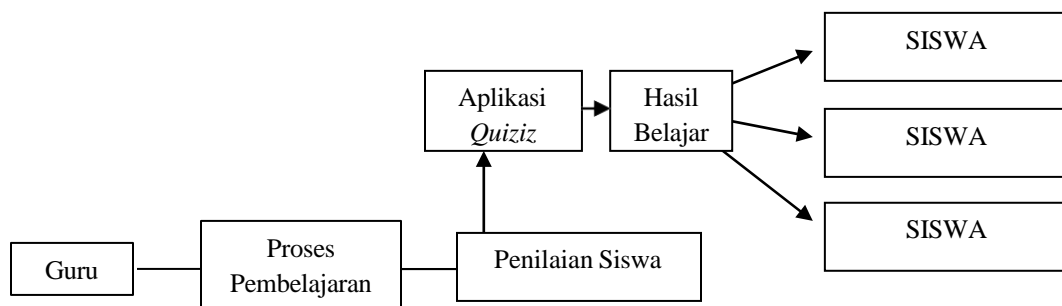 SISWA
Aplikasi
Quiziz
Hasil
Belajar
SISWA
SISWA
Guru
Proses
Pembelajaran
Penilaian Siswa